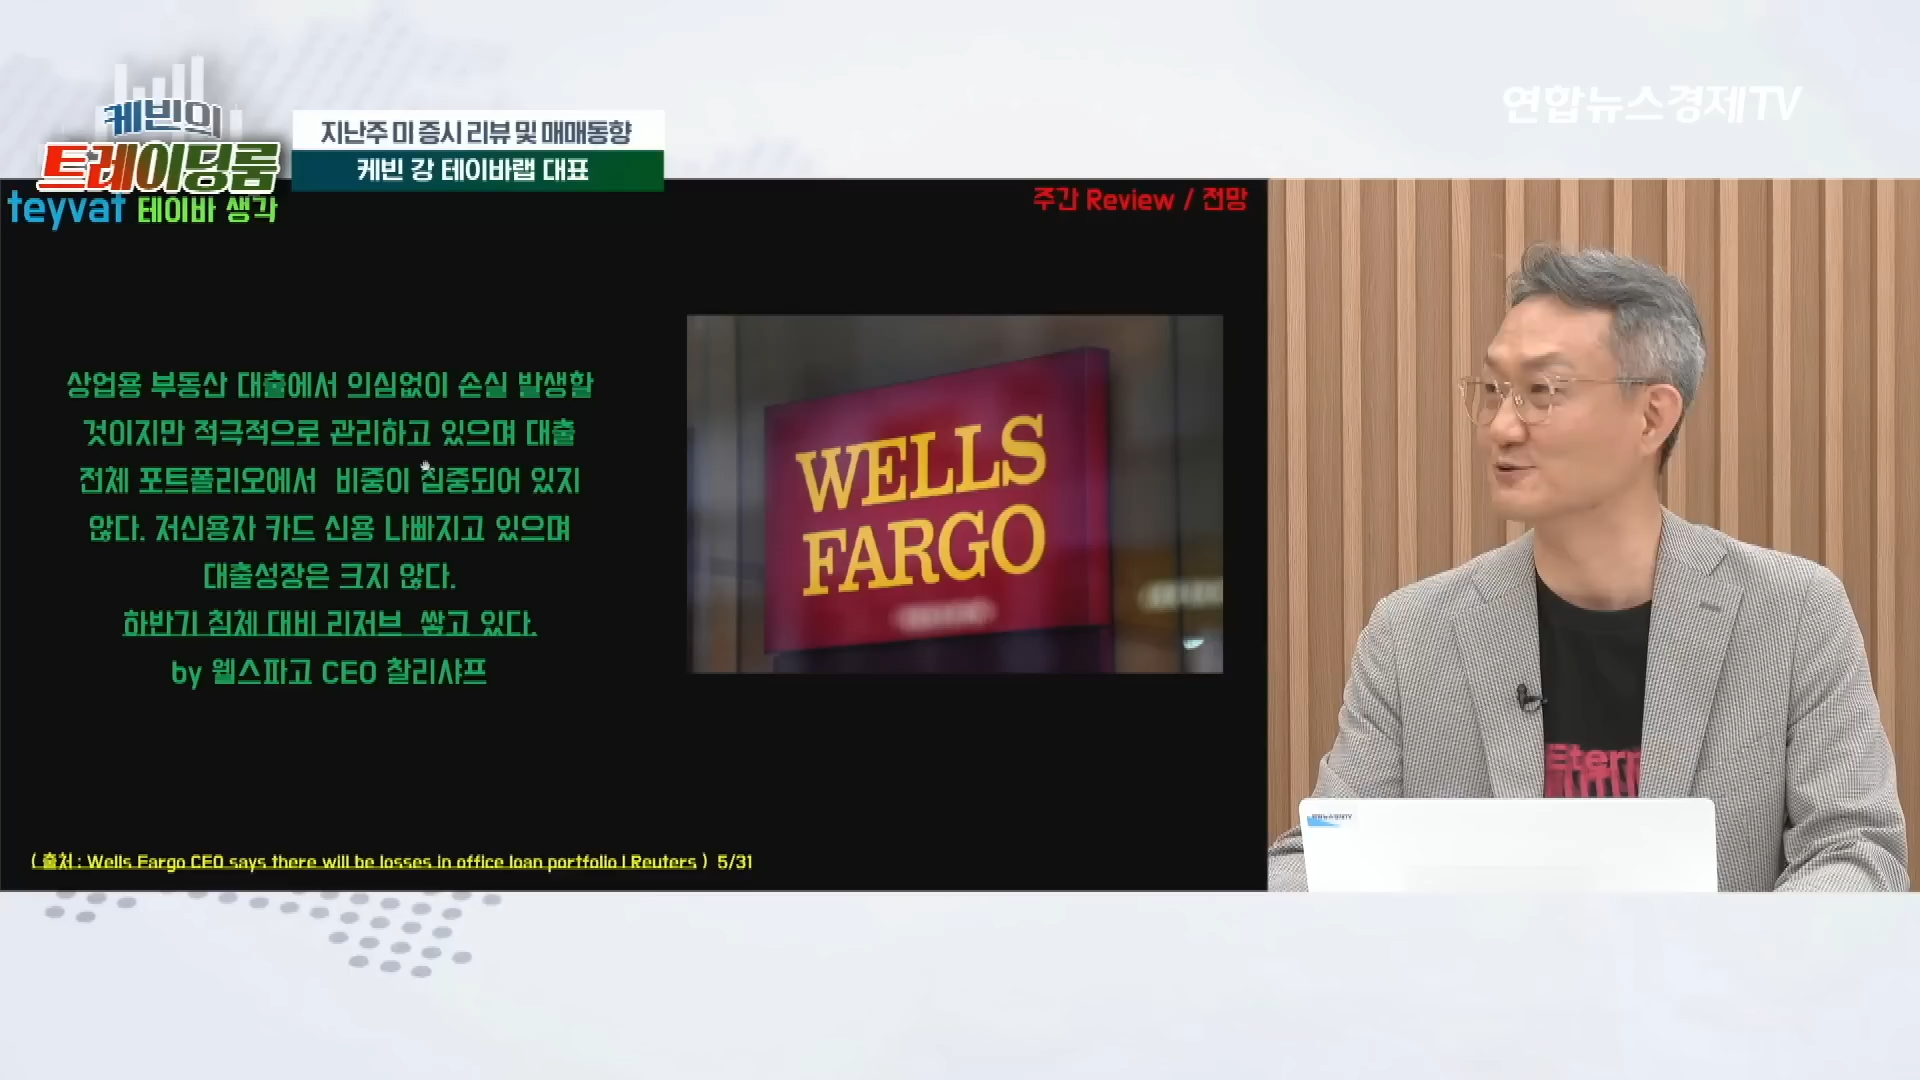 케빈의
트레이딩룸
지난주 미 증시 리뷰 및 매매동향
케빈 강 테이바랩 대표
연합뉴스경제TV
teyvat 테이바 생각
주간 Review / 전망
상업용 부동산 대출에서 의심없이 손실 발생할
것이지만 적극적으로 관리하고 있으며 대출
전체 포트폴리오에서 비중이 집중되어 있지
않다. 저신용자 카드 신용 나빠지고 있으며
대출성장은 크지 않다.
하반기 침체 대비 리저브 쌓고 있다.
by 웰스파고 CEO 찰리샤프
WELLS
FARGO
( 출처 : Wells Fargo CEO says there will be losses in office loan portfolio | Reuters ) 5/31
연합뉴스경제TV